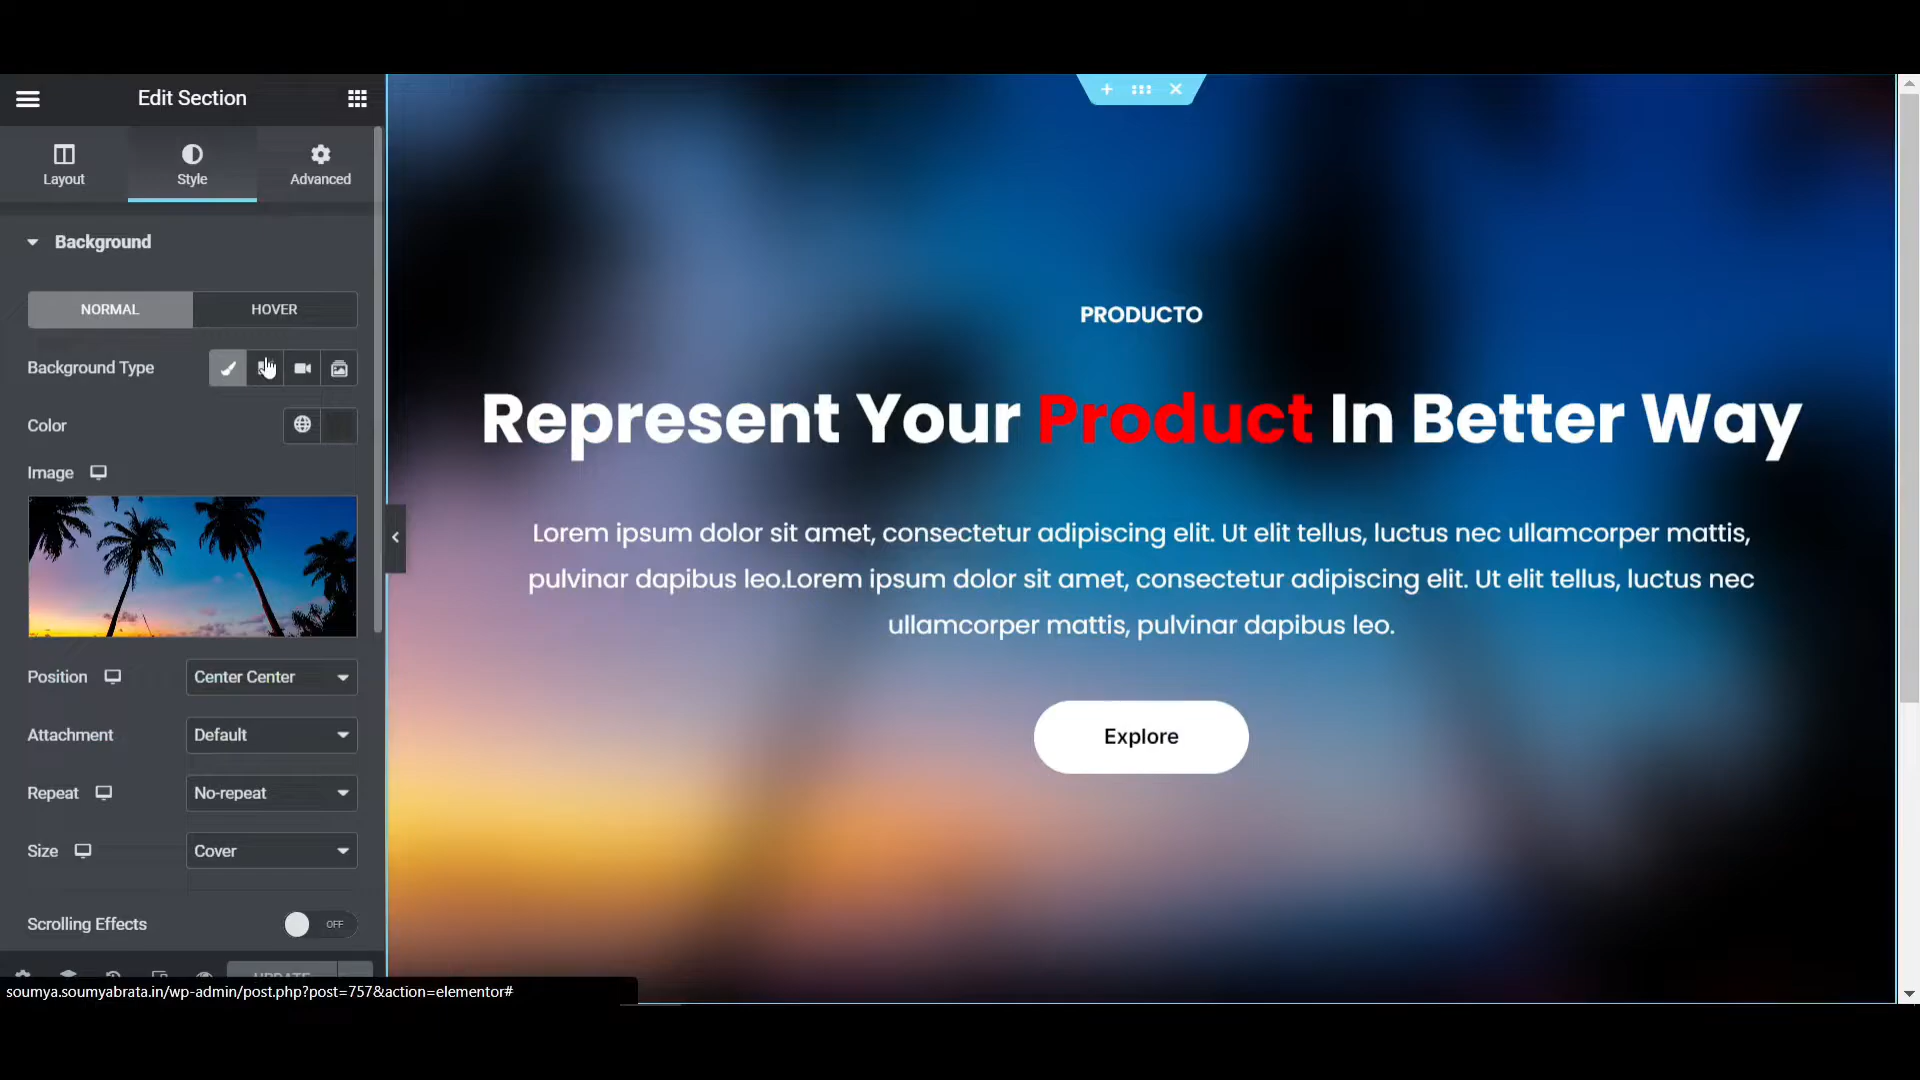 Edit Section
Layout
Style
Advanced
Background
NORMAL
HOVER
Background Type
Color
Image
Position
Center Center
Attachment
Default
Repeat
No-repeat
Size
Cover
Scrolling Effects
OFF
UPDATE
soumya.soumyabrata.in/wp-admin/post.php?post=757&action=elementor#
PRODUCTO
Represent Your Product In Better Way
Lorem ipsum dolor sit amet, consectetur adipiscing elit. Ut elit tellus, luctus nec ullamcorper mattis,
pulvinar dapibus leo.Lorem ipsum dolor sit amet, consectetur adipiscing elit. Ut elit tellus, luctus nec
ullamcorper mattis, pulvinar dapibus leo.
Explore